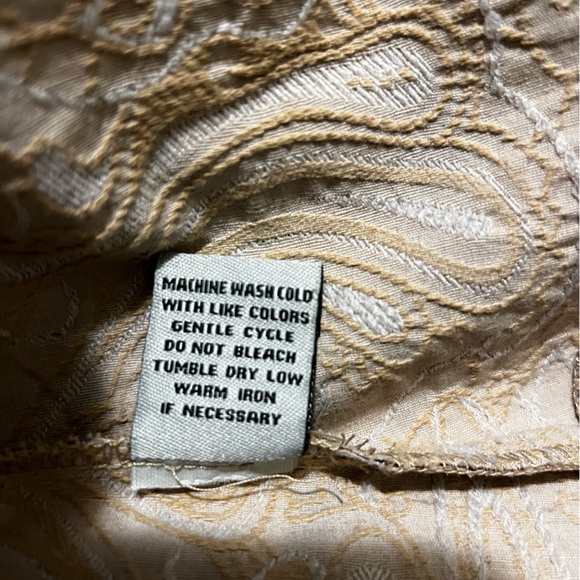 MACHINE WASH COLD
WITH LIKE COLORS
GENTLE CYCLE
DO NOT BLEACH
TUMBLE DRY LOW
WARM IRON
IF NECESSARY